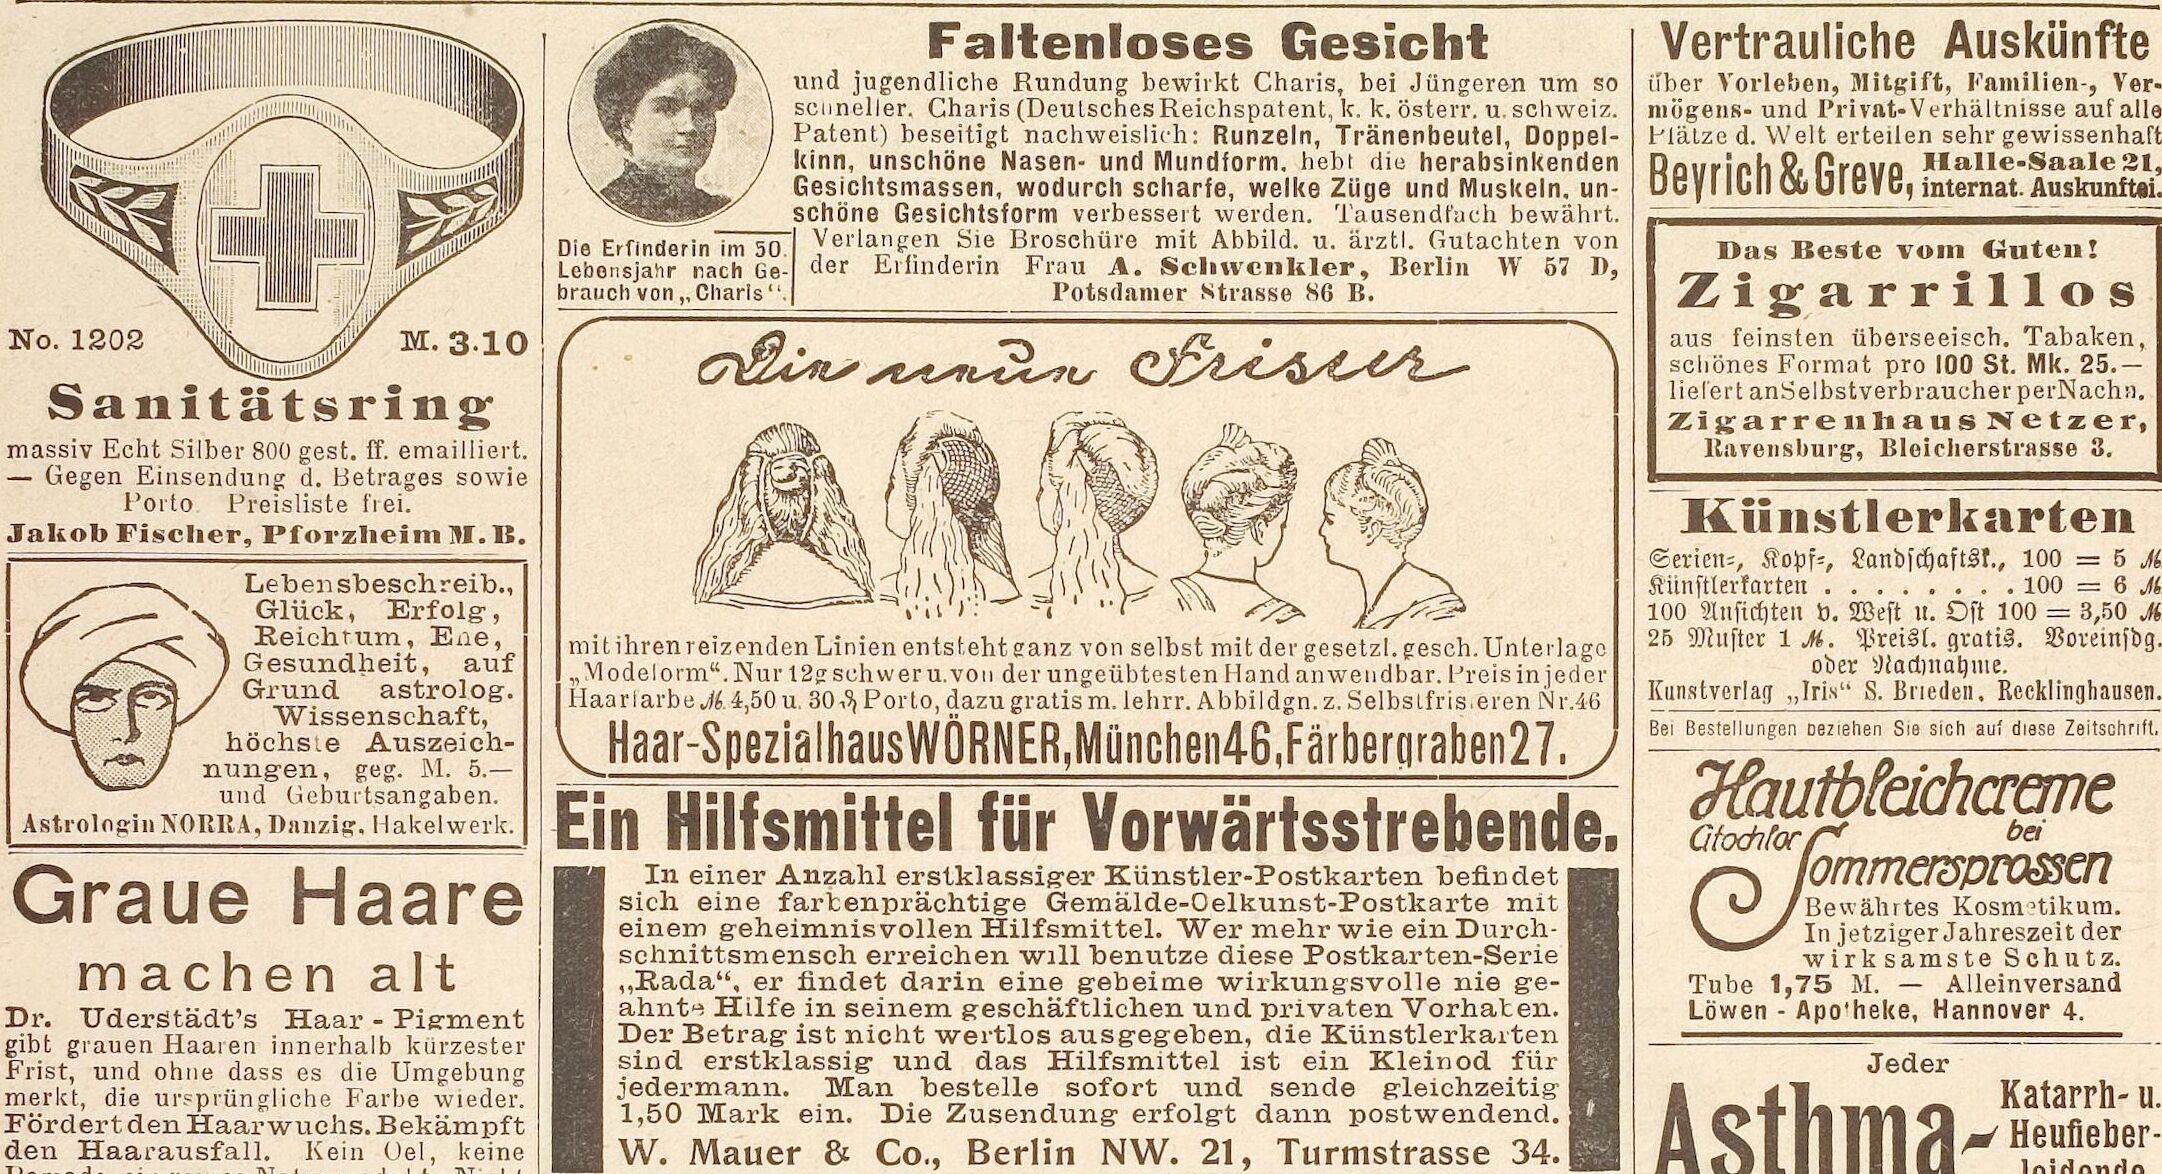 No. 1202 M. 3.10
Sanitätsring
massiv Echt Silber 800 gest. ff. emailliert.
— Gegen Einsendung d. Betrages sowie
Porto Preisliste frei.
Jakob Fischer, Pforzheim M. B.
Lebensbeschreib.,
Glück, Erfolg,
Reichtum, Ehe,
Gesundheit, auf
Grund astrolog.
Wissenschaft,
höchste Auszeich-
nungen, geg. M. 5.—
und Geburtsangaben.
Astrologin NORRA, Danzig, Hakelwerk.
Graue Haare
machen alt
Dr. Uderstädt's Haar-Pigment
gibt grauen Haaren innerhalb kürzester
Frist, und ohne dass es die Umgebung
merkt, die ursprüngliche Farbe wieder.
Fördert den Haarwuchs. Bekämpft
den Haarausfall. Kein Oel, keine
Faltenloses Gesicht
und jugendliche Rundung bewirkt Charis, bei Jüngeren um so
schneller. Charis (Deutsches Reichspatent, k. k. österr. u. schweiz.
Patent) beseitigt nachweislich: Runzeln, Tränenbeutel, Doppel-
kinn, unschöne Nasen- und Mundform, hebt die herabsinkenden
Gesichtsmassen, wodurch scharfe, welke Züge und Muskeln, un-
schöne Gesichtsform verbessert werden. Tausendfach bewährt.
Verlangen Sie Broschüre mit Abbild. u. ärztl. Gutachten von
der Erfinderin Frau A. Schwenkler, Berlin W 57 D,
Potsdamer Strasse 86 B.
Die Erfinderin im 50.
Lebensjahr nach Ge-
brauch von „Charis“.
Die neue Frisur
mit ihren reizenden Linien entsteht ganz von selbst mit der gesetzl. gesch. Unterlage
„Modeform“. Nur 12g schwer u. von der ungeübtesten Hand anwendbar. Preis in jeder
Haarfarbe ℳ 4,50 u. 30 ₰ Porto, dazu gratis m. lehrr. Abbildgn. z. Selbstfrisieren Nr. 46
Haar-Spezialhaus WÖRNER, München 46, Färbergraben 27.
Ein Hilfsmittel für Vorwärtsstrebende.
In einer Anzahl erstklassiger Künstler-Postkarten befindet
sich eine farbenprächtige Gemälde-Oelkunst-Postkarte mit
einem geheimnisvollen Hilfsmittel. Wer mehr wie ein Durch-
schnittsmensch erreichen will benutze diese Postkarten-Serie
„Rada“, er findet darin eine geheime wirkungsvolle nie ge-
ahnte Hilfe in seinem geschäftlichen und privaten Vorhaben.
Der Betrag ist nicht wertlos ausgegeben, die Künstlerkarten
sind erstklassig und das Hilfsmittel ist ein Kleinod für
jedermann. Man bestelle sofort und sende gleichzeitig
1,50 Mark ein. Die Zusendung erfolgt dann postwendend.
W. Mauer & Co., Berlin NW. 21, Turmstrasse 34.
Vertrauliche Auskünfte
über Vorleben, Mitgift, Familien-, Ver-
mögens- und Privat-Verhältnisse auf alle
Plätze d. Welt erteilen sehr gewissenhaft
Beyrich & Greve, Halle-Saale 21,
internat. Auskunftei.
Das Beste vom Guten!
Zigarrillos
aus feinsten überseeisch. Tabaken,
schönes Format pro 100 St. Mk. 25.—
liefert an Selbstverbraucher per Nachn.
Zigarrenhaus Netzer,
Ravensburg, Bleicherstrasse 3.
Künstlerkarten
Serien-, Kopf-, Landschaftsk., 100 = 5 ℳ
Künstlerkarten . . . . . . . . 100 = 6 ℳ
100 Ansichten v. West u. Ost 100 = 3,50 ℳ
25 Muster 1 ℳ. Preisl. gratis. Voreinsdg.
oder Nachnahme.
Kunstverlag „Iris“ S. Brieden, Recklinghausen.
Bei Bestellungen beziehen Sie sich auf diese Zeitschrift.
Hautbleichcreme
Citochlor bei
Sommersprossen
Bewährtes Kosmetikum.
In jetziger Jahreszeit der
wirksamste Schutz.
Tube 1,75 M. — Alleinversand
Löwen-Apotheke, Hannover 4.
Jeder
Asthma- Katarrh- u.
Heufieber-
leidende